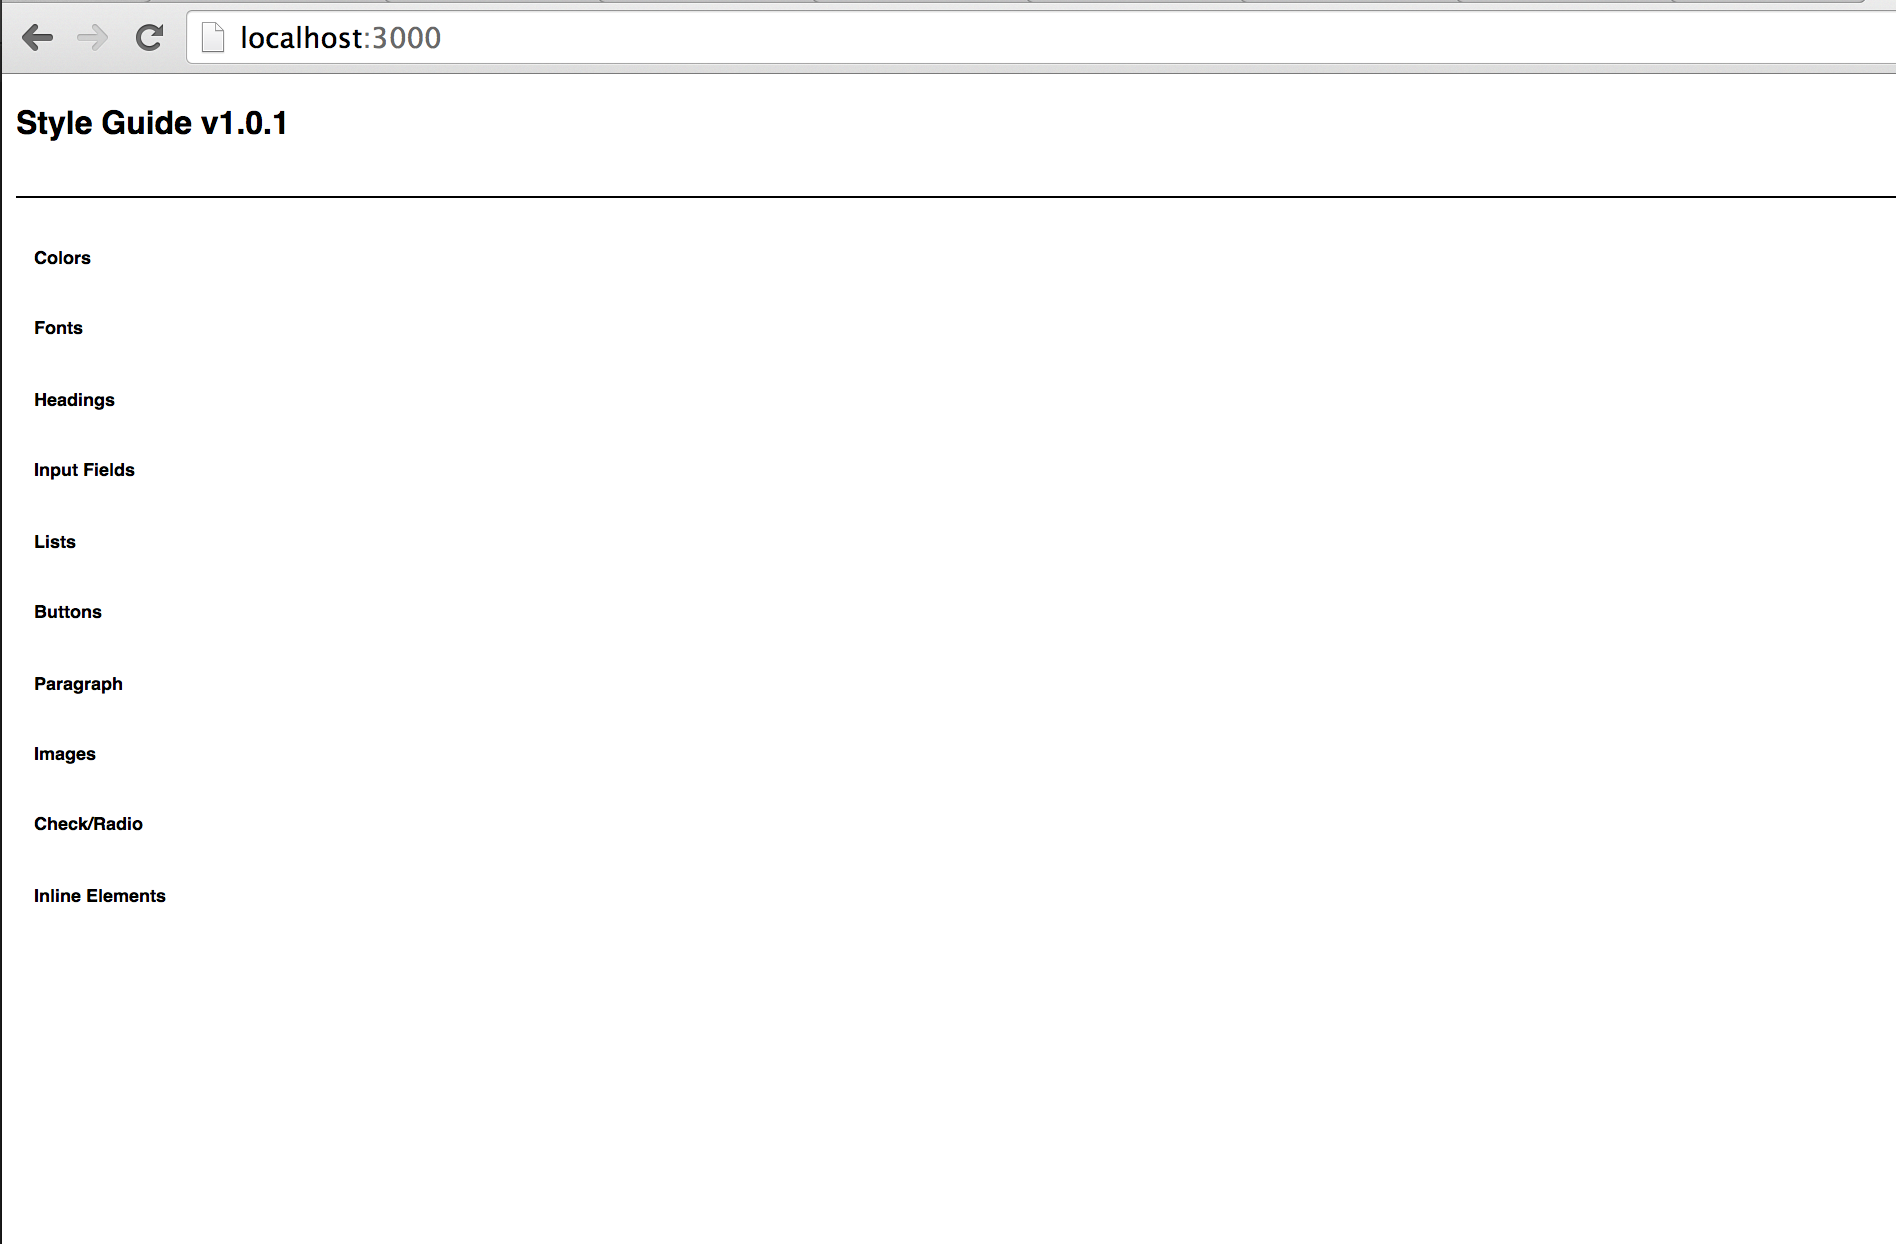 localhost:3000
Style Guide v1.0.1
Colors
Fonts
Headings
Input Fields
Lists
Buttons
Paragraph
Images
Check/Radio
Inline Elements